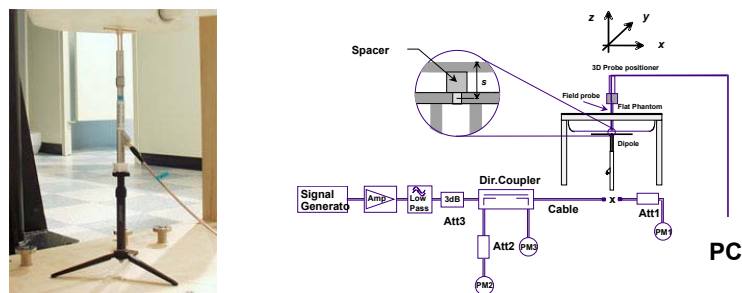 z
y
x
Spacer
s
3D Probe positioner
Field probe
Flat Phantom
Dipole
Signal
Generato
Amp
Low
Pass
3dB
Att3
Dir.Coupler
Cable
x
Att1
Att2
PM3
PM1
PM2
PC